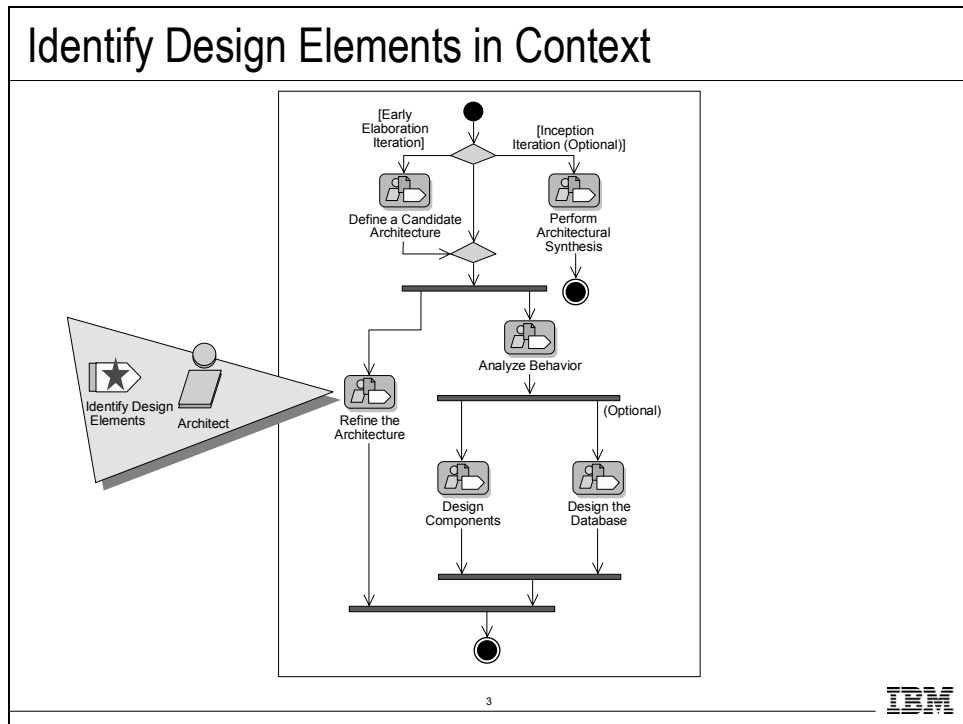 Identify Design Elements in Context
[Early
Elaboration
Iteration]
[Inception
Iteration (Optional)]
Define a Candidate
Architecture
Perform
Architectural
Synthesis
Analyze Behavior
Identify Design
Elements
Architect
Refine the
Architecture
(Optional)
Design
Components
Design the
Database
3
IBM